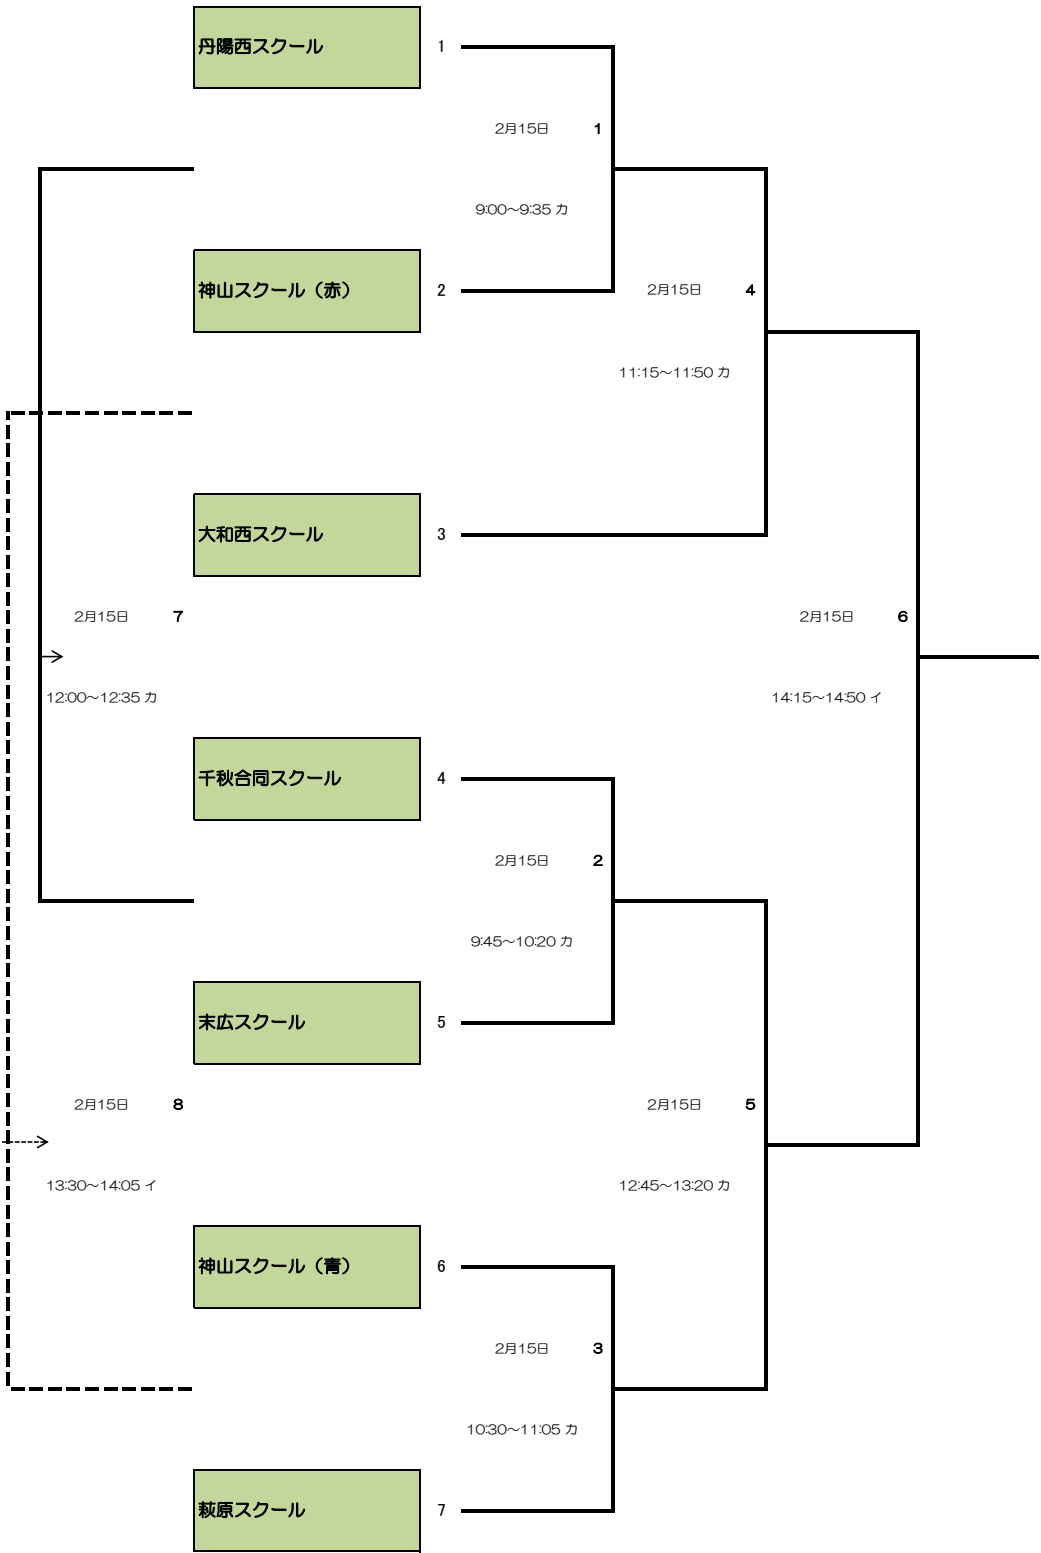 丹陽西スクール 1
2月15日 1
9:00～9:35 カ
神山スクール（赤） 2
2月15日 4
11:15～11:50 カ
大和西スクール 3
2月15日 7
2月15日 6
12:00～12:35 カ
14:15～14:50 イ
千秋合同スクール 4
2月15日 2
9:45～10:20 カ
末広スクール 5
2月15日 8
2月15日 5
13:30～14:05 イ
12:45～13:20 カ
神山スクール（青） 6
2月15日 3
10:30～11:05 カ
萩原スクール 7